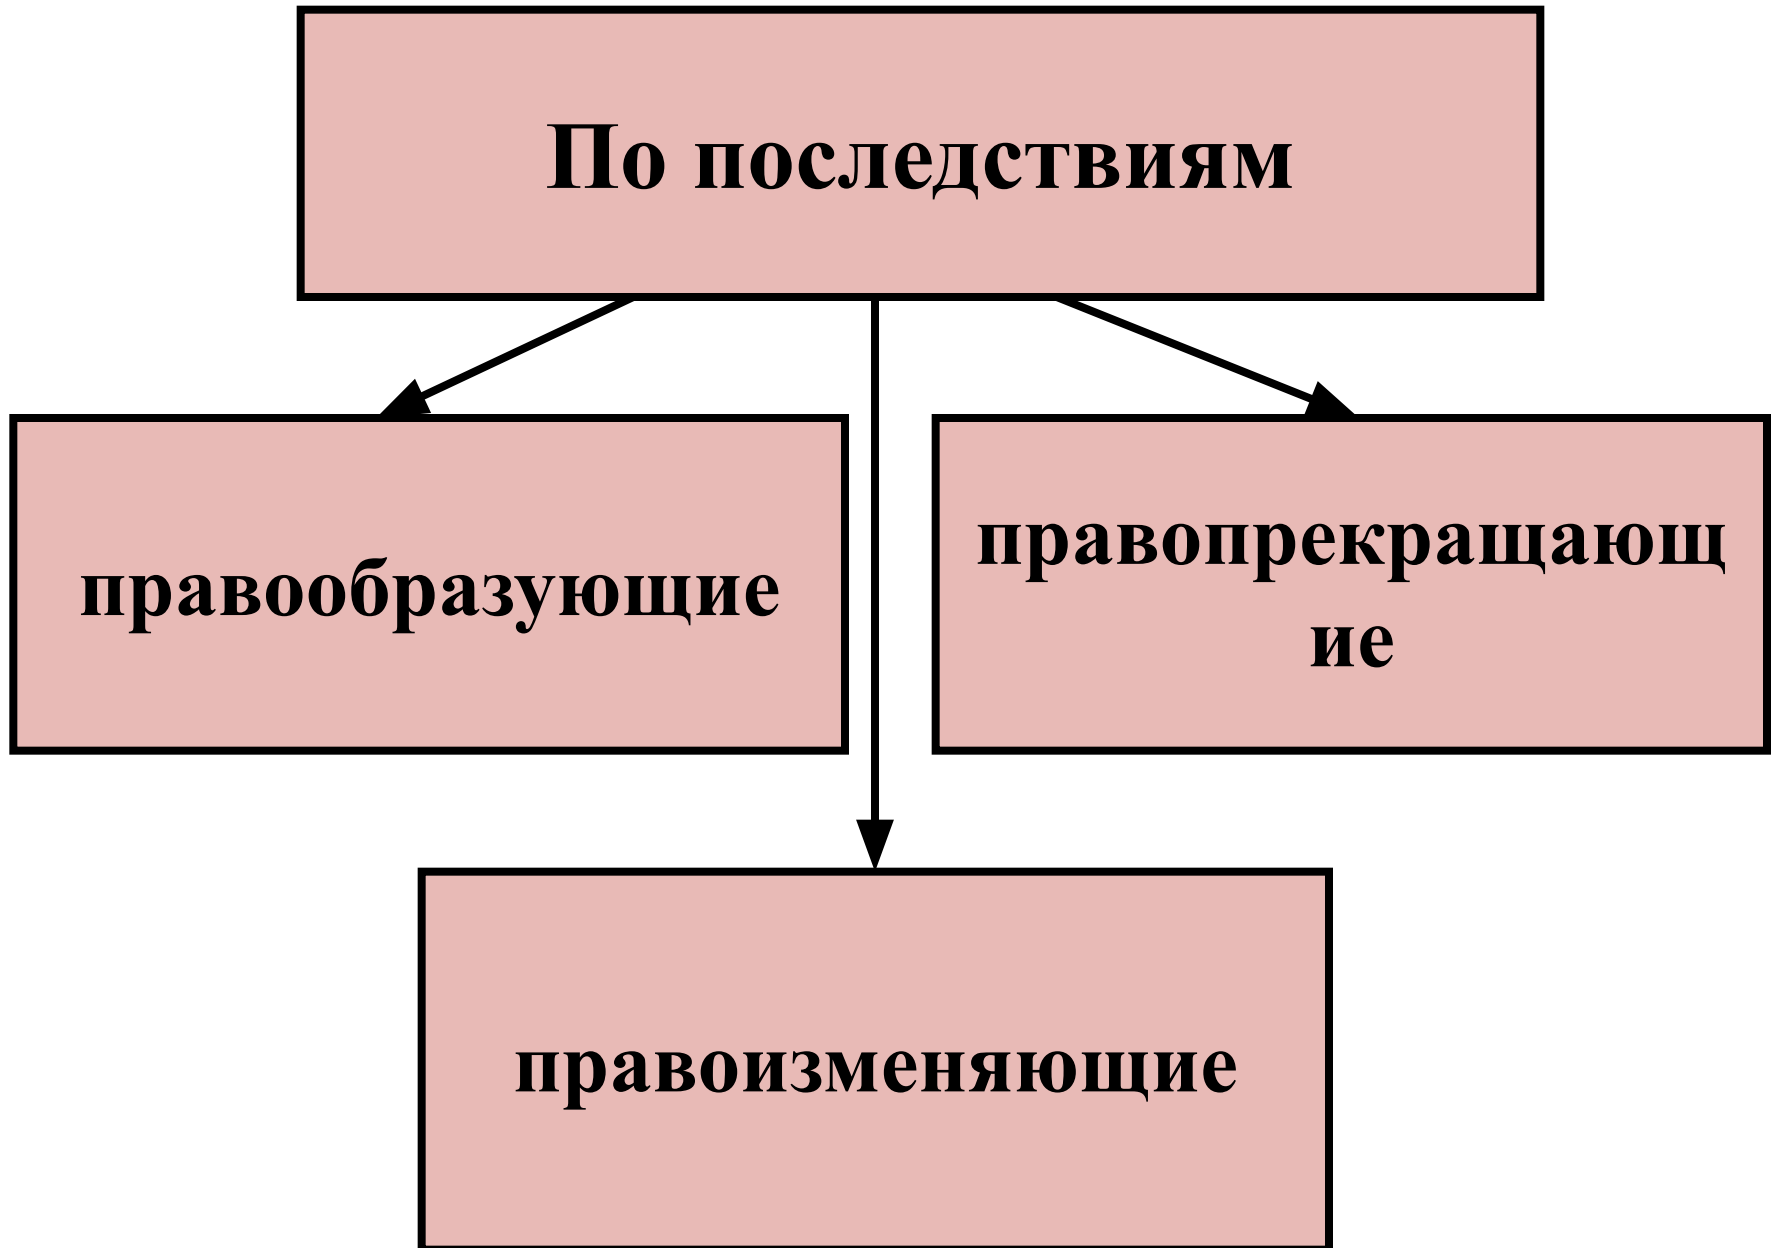 По последствиям
правообразующие
правопрекращающ
ие
правоизменяющие